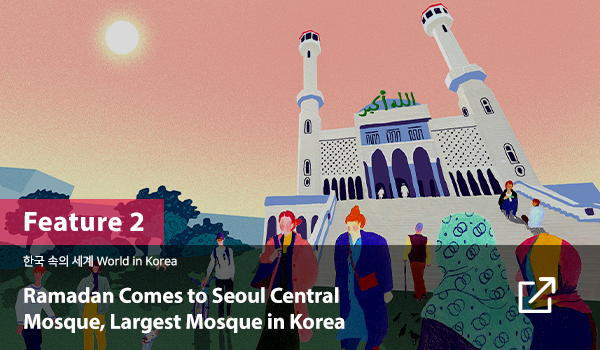 الله أكبر
Feature 2
한국 속의 세계 World in Korea
Ramadan Comes to Seoul Central
Mosque, Largest Mosque in Korea